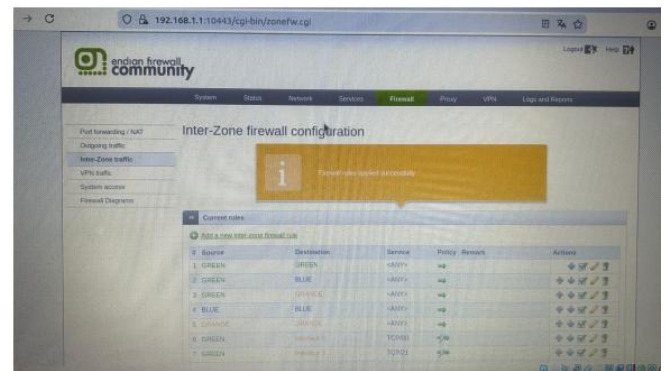 192.168.1.1:10443/cgi-bin/zonefw.cgi
Logout Help
endian firewall
community
System Status Network Services Firewall Proxy VPN Logs and Reports
Port forwarding / NAT
Outgoing traffic
Inter-Zone traffic
VPN traffic
System access
Firewall Diagrams
Inter-Zone firewall configuration
Firewall rules applied successfully
Current rules
Add a new inter-zone firewall rule
# Source Destination Service Policy Remark Actions
1 GREEN GREEN <ANY>
2 GREEN BLUE <ANY>
3 GREEN ORANGE <ANY>
4 BLUE BLUE <ANY>
5 ORANGE ORANGE <ANY>
6 GREEN
7 GREEN